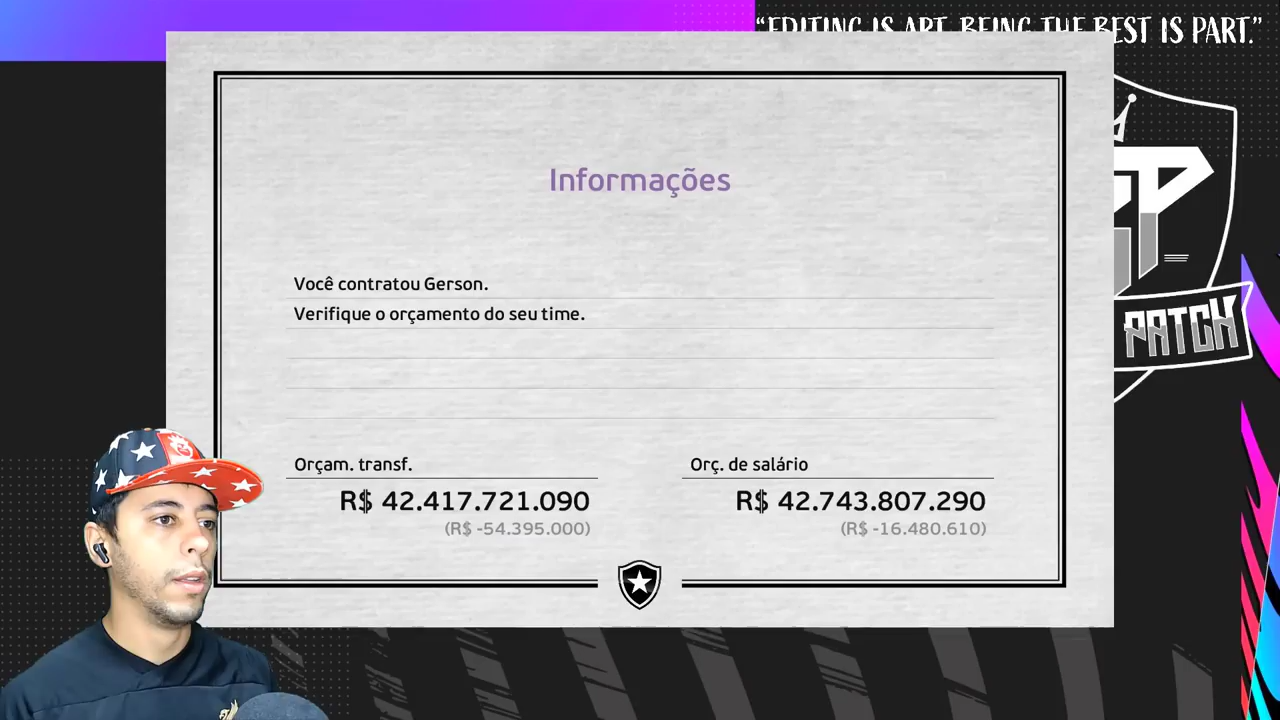 “EDITING IS ART, BEING THE BEST IS PART.”
Informações
Você contratou Gerson.
Verifique o orçamento do seu time.
Orçam. transf.
Orç. de salário
R$ 42.417.721.090
R$ 42.743.807.290
(R$ -54.395.000)
(R$ -16.480.610)
PATCH